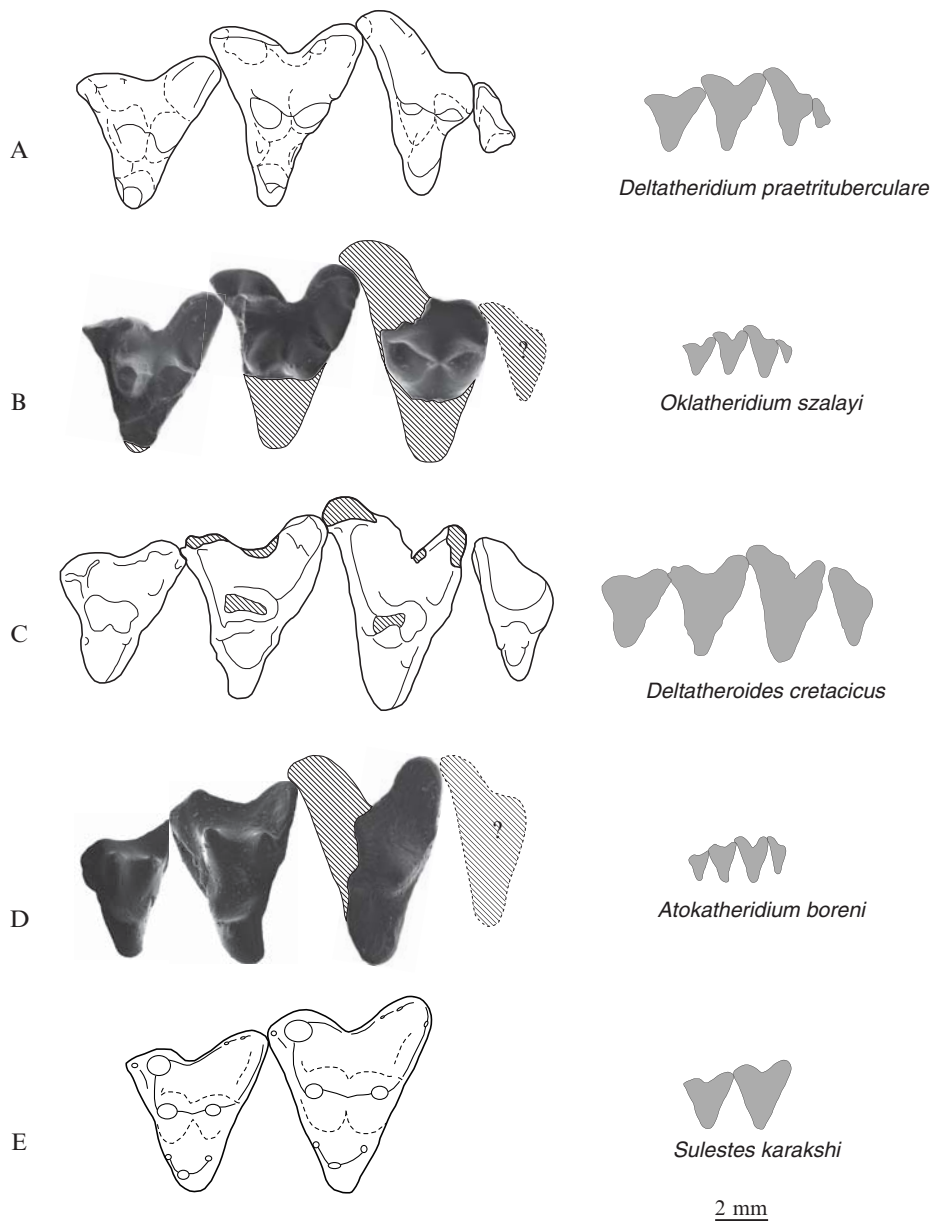 A
Deltatheridium praetrituberculare
B
?
Oklatheridium szalayi
C
Deltatheroides cretacicus
D
?
Atokatheridium boreni
E
Sulestes karakshi
2 mm